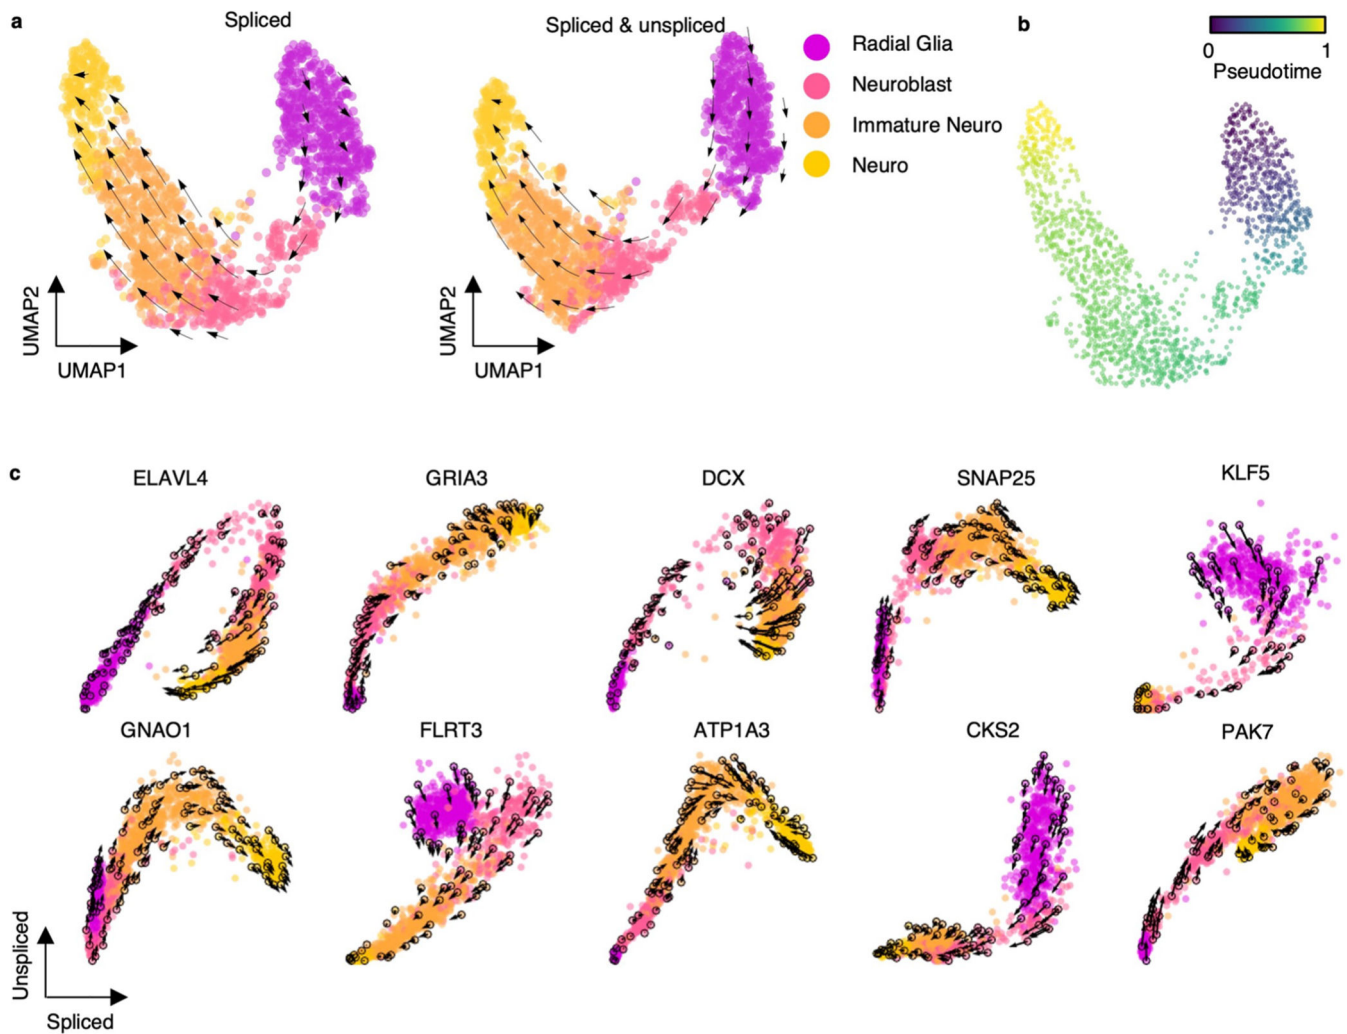 a
Spliced
Spliced & unspliced
Radial Glia
Neuroblast
Immature Neuro
Neuro
UMAP2
UMAP1
UMAP2
UMAP1
b
0
1
Pseudotime
c
ELAVL4
GRIA3
DCX
SNAP25
KLF5
GNAO1
FLRT3
ATP1A3
CKS2
PAK7
Unspliced
Spliced